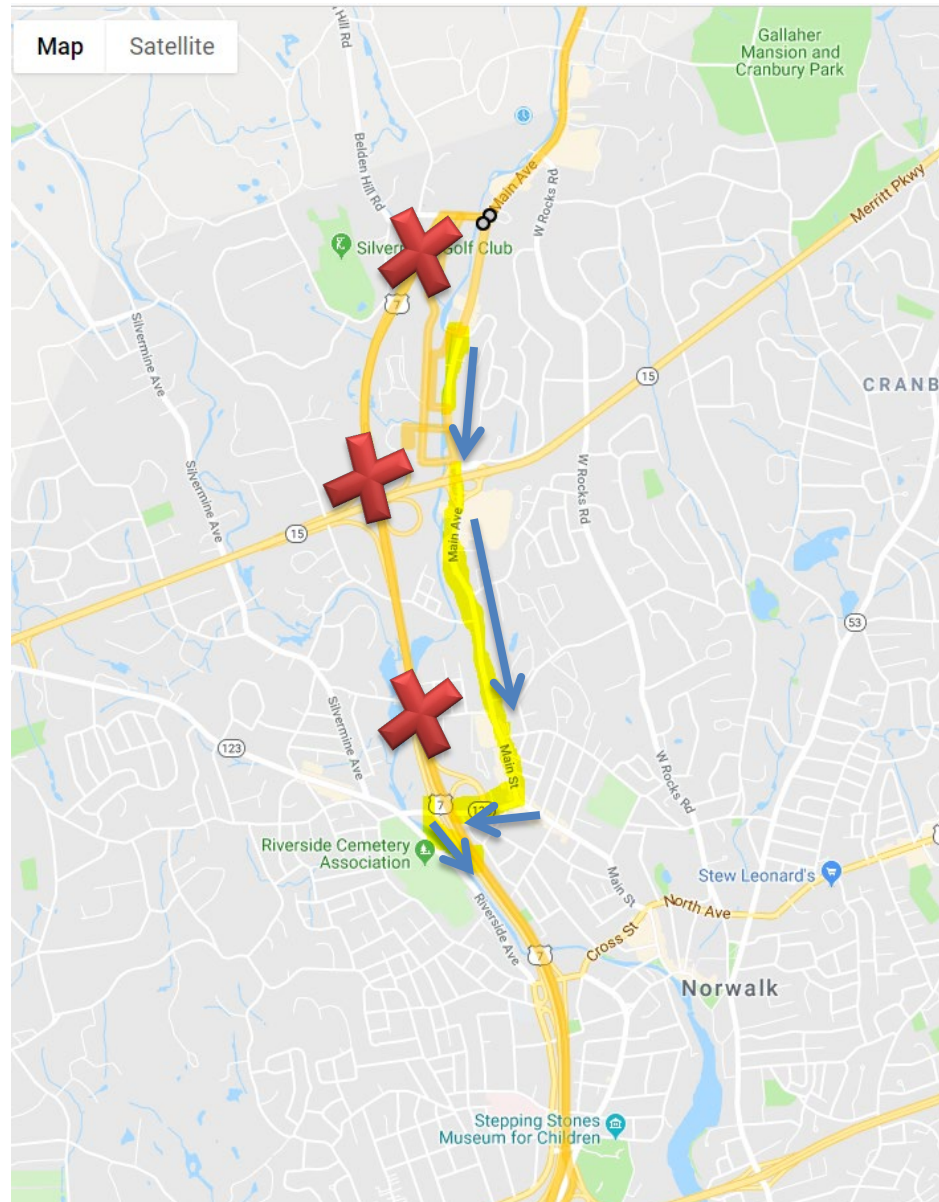 Map Satellite
Hill Rd
Gallaher
Mansion and
Cranbury Park
Belden Hill Rd
Main Ave
W Rocks Rd
Merritt Pkwy
Silver Golf Club
7
Silvermine Ave
15
CRANB
Silvermine Ave
W Rocks Rd
15
Main Ave
53
Silvermine Ave
123
Main St
W Rocks Rd
7
Riverside Cemetery
Association
Main St
Stew Leonard's
North Ave
Riverside Ave
Cross St
7
Norwalk
Stepping Stones
Museum for Children